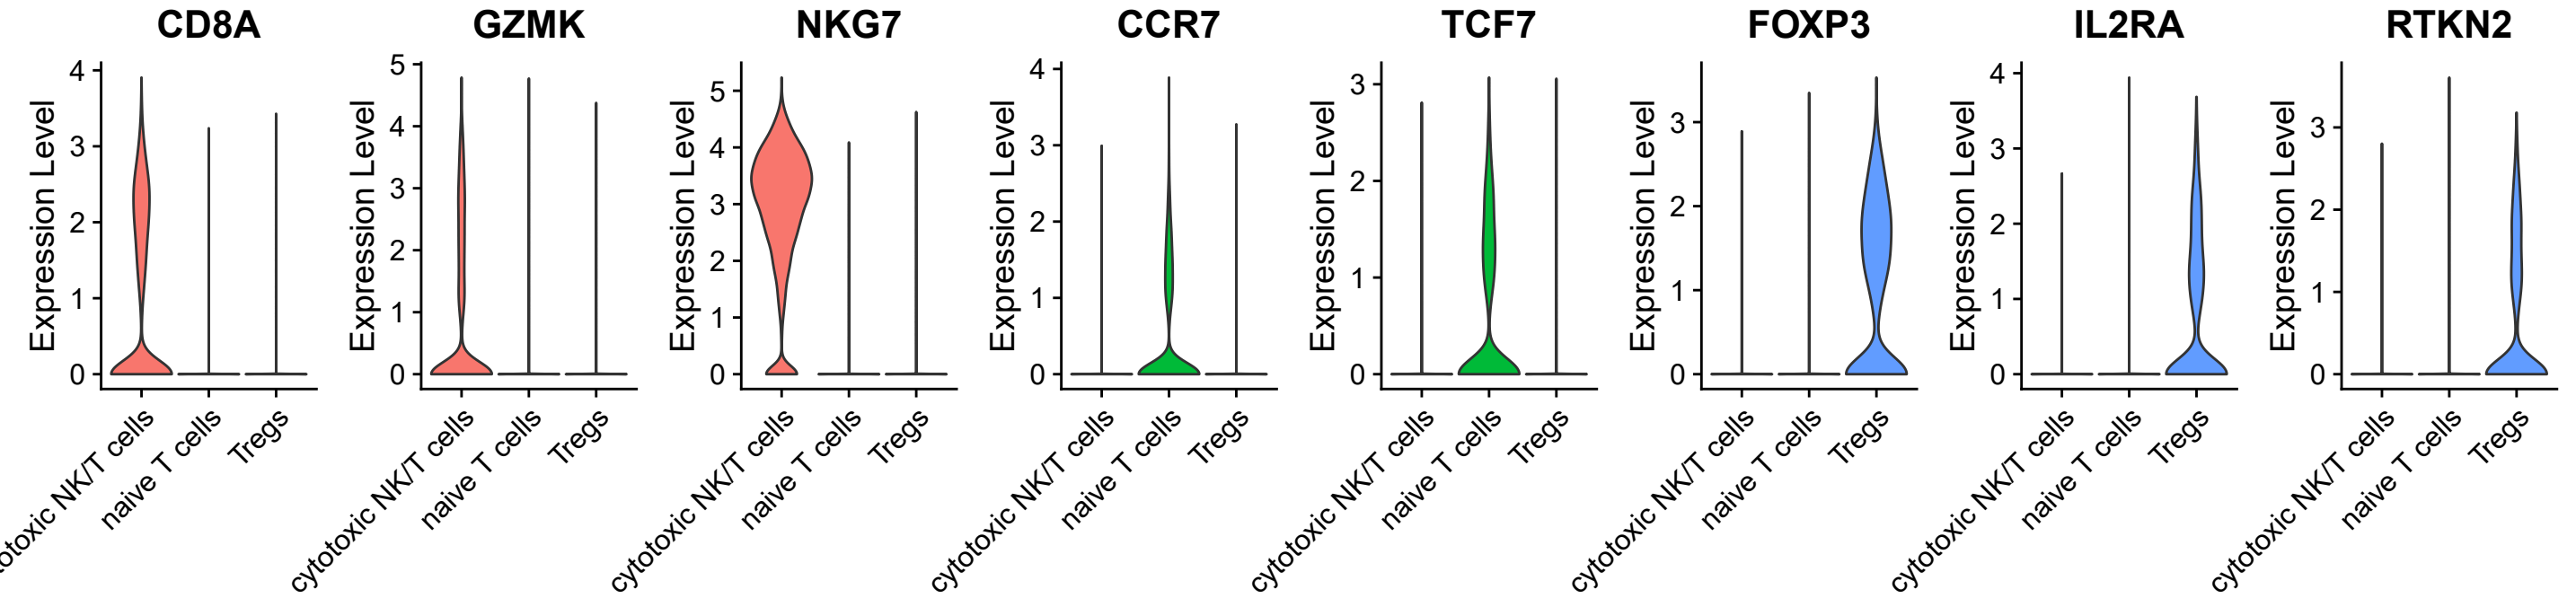 CD8A
GZMK
NKG7
CCR7
TCF7
FOXP3
IL2RA
RTKN2
Expression Level
4
3
2
1
0
otoxic NK/T cells
naive T cells
Tregs
Expression Level
5
4
3
2
1
0
cytotoxic NK/T cells
naive T cells
Tregs
Expression Level
5
4
3
2
1
0
cytotoxic NK/T cells
naive T cells
Tregs
Expression Level
4
3
2
1
0
cytotoxic NK/T cells
naive T cells
Tregs
Expression Level
3
2
1
0
cytotoxic NK/T cells
naive T cells
Tregs
Expression Level
3
2
1
0
cytotoxic NK/T cells
naive T cells
Tregs
Expression Level
4
3
2
1
0
cytotoxic NK/T cells
naive T cells
Tregs
Expression Level
3
2
1
0
cytotoxic NK/T cells
naive T cells
Tregs